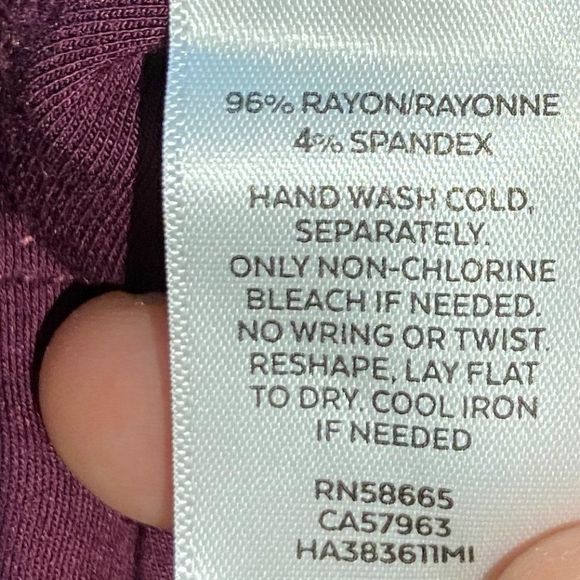 96% RAYON/RAYONNE
4% SPANDEX
HAND WASH COLD,
SEPARATELY.
ONLY NON-CHLORINE
BLEACH IF NEEDED.
NO WRING OR TWIST.
RESHAPE, LAY FLAT
TO DRY. COOL IRON
IF NEEDED
RN58665
CA57963
HA383611MI